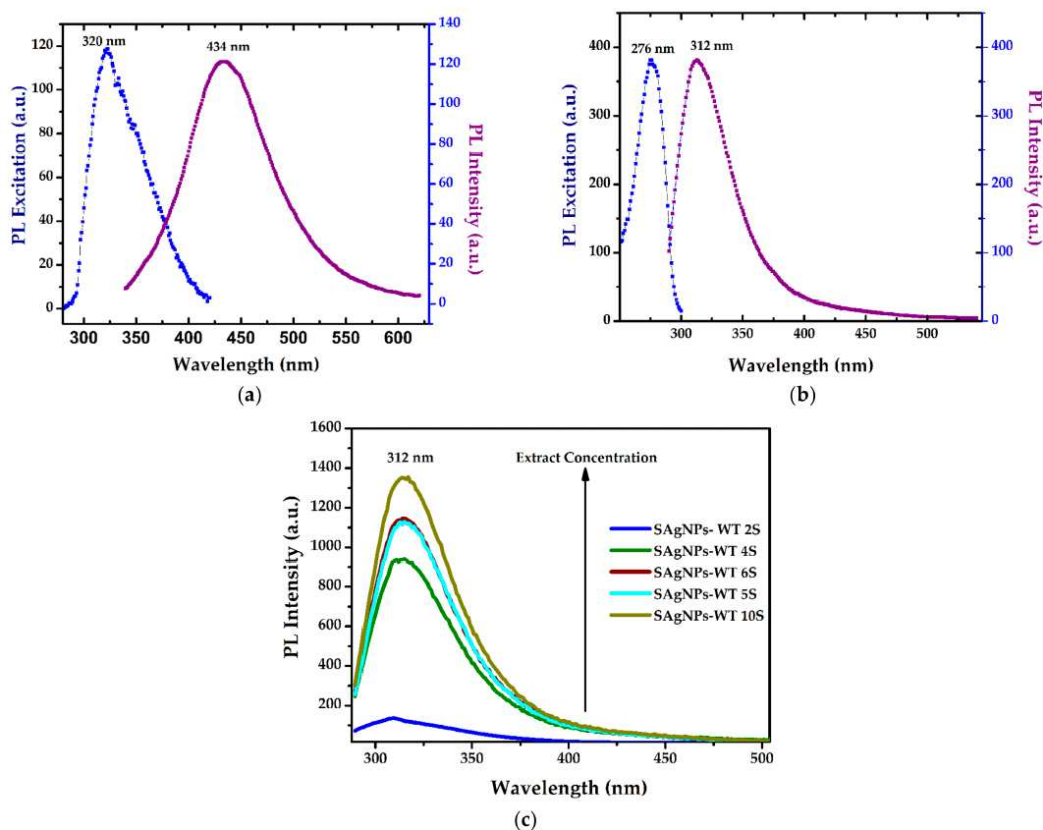 320 nm
434 nm
120
100
80
60
40
20
0
PL Excitation (a.u.)
140
120
100
80
60
40
20
0
PL Intensity (a.u.)
300 350 400 450 500 550 600
Wavelength (nm)
(a)
276 nm
312 nm
400
300
200
100
0
PL Excitation (a.u.)
400
300
200
100
0
PL Intensity (a.u.)
300 350 400 450 500
Wavelength (nm)
(b)
1600
1400
1200
1000
800
600
400
200
PL Intensity (a.u.)
312 nm
Extract Concentration
SAgNPs- WT 2S
SAgNPs-WT 4S
SAgNPs-WT 6S
SAgNPs-WT 5S
SAgNPs-WT 10S
300 350 400 450 500
Wavelength (nm)
(c)